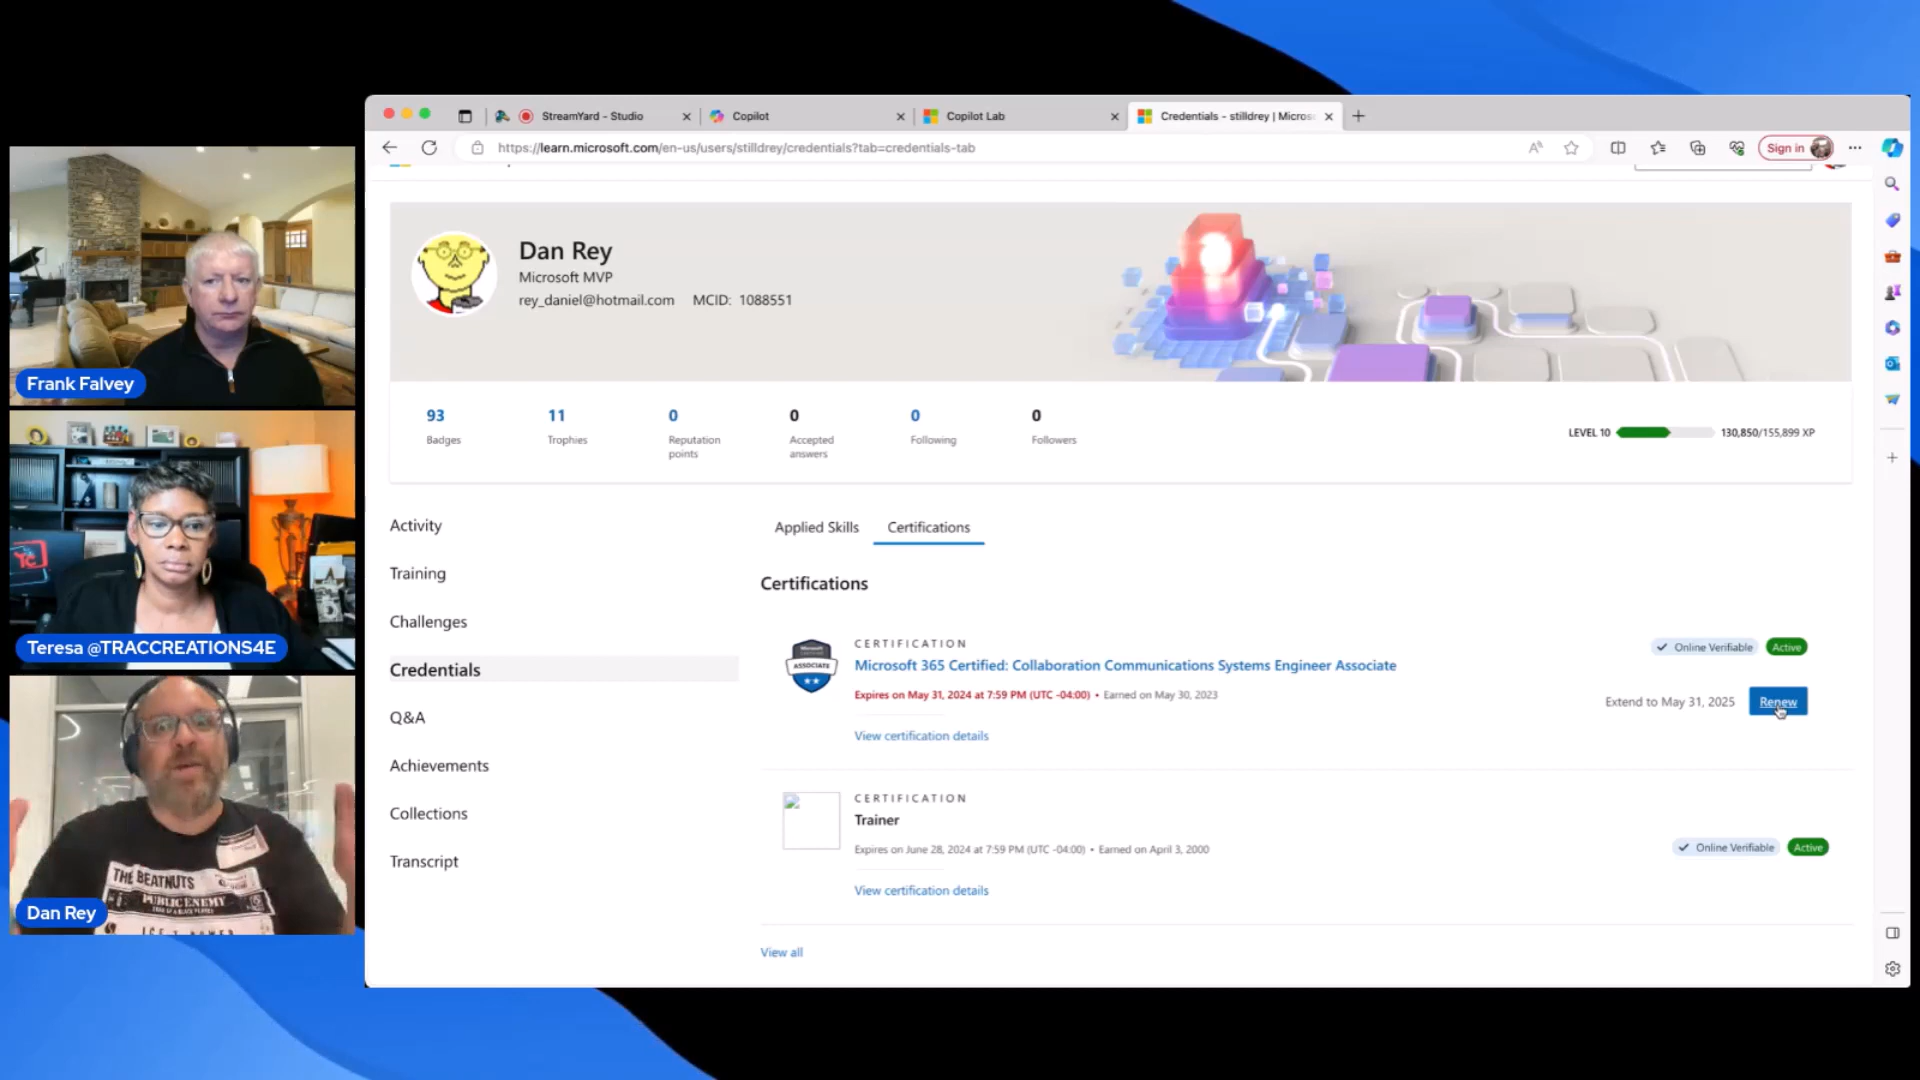 StreamYard - Studio
Copilot
Copilot Lab
Credentials - stilldrey | Micros
https://learn.microsoft.com/en-us/users/stilldrey/credentials?tab=credentials-tab
Sign in
Dan Rey
Microsoft MVP
rey_daniel@hotmail.com MCID: 1088551
93
Badges
11
Trophies
0
Reputation
points
0
Accepted
answers
0
Following
0
Followers
LEVEL 10
130,850/155,899 XP
Activity
Training
Challenges
Credentials
Q&A
Achievements
Collections
Transcript
Applied Skills
Certifications
Certifications
ASSOCIATE
CERTIFICATION
Microsoft 365 Certified: Collaboration Communications Systems Engineer Associate
Expires on May 31, 2024 at 7:59 PM (UTC -04:00) • Earned on May 30, 2023
View certification details
Online Verifiable
Active
Extend to May 31, 2025
Renew
CERTIFICATION
Trainer
Expires on June 28, 2024 at 7:59 PM (UTC -04:00) • Earned on April 3, 2000
View certification details
Online Verifiable
Active
View all
Frank Falvey
YC
Teresa @TRACCREATIONS4E
THE BEATNUTS
PUBLIC ENEMY
Dan Rey